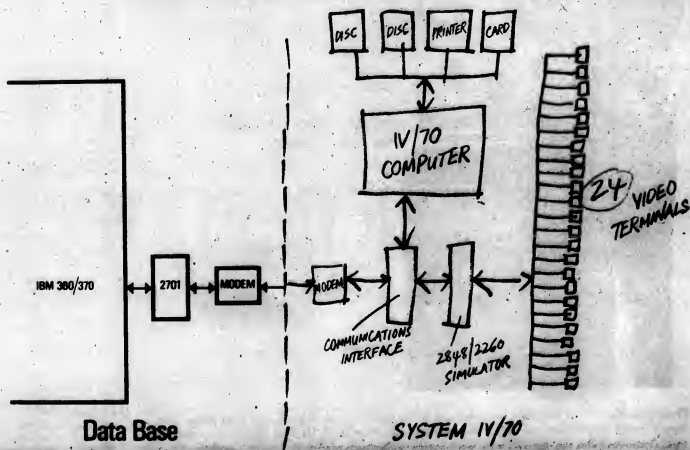 DISC
DISC
PRINTER
CARD
IV/70
COMPUTER
24
VIDEO
TERMINALS
IBM 360/370
2701
MODEM
MODEM
COMMUNICATIONS
INTERFACE
2848/2260
SIMULATOR
Data Base
SYSTEM IV/70